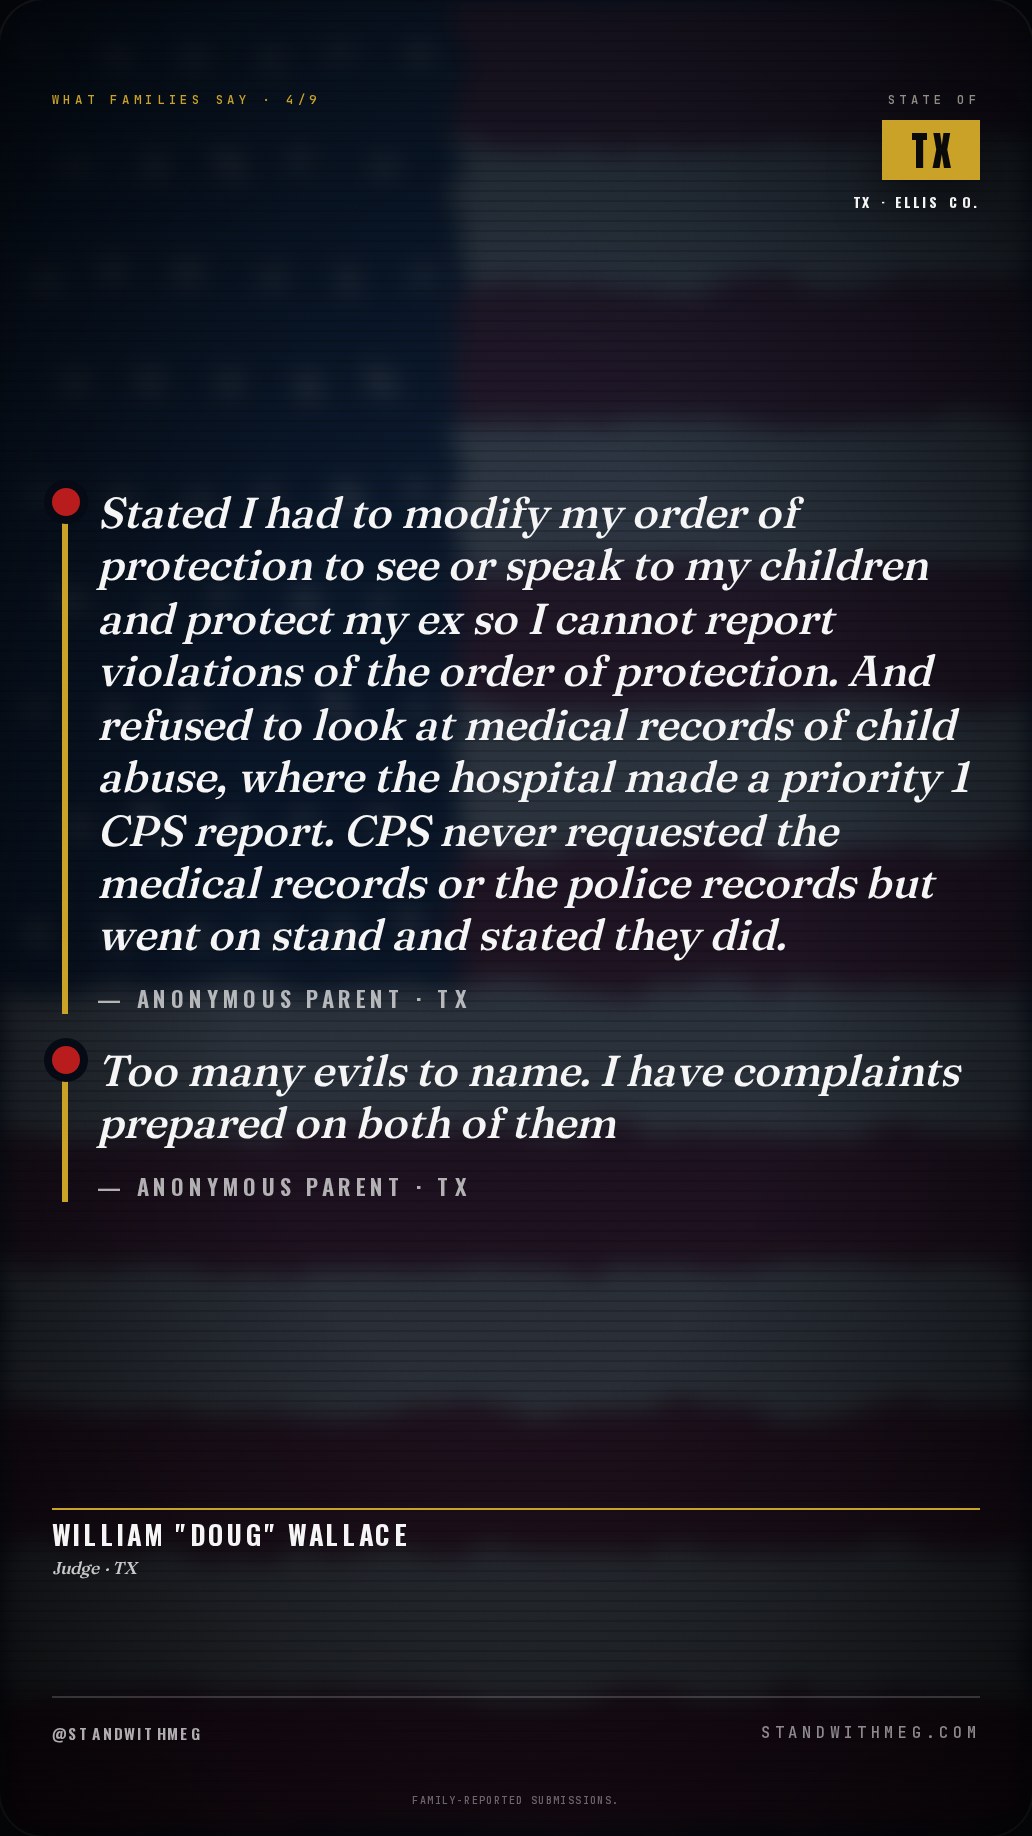 WHAT FAMILIES SAY · 4/9
STATE OF
TX
TX · ELLIS CO.
Stated I had to modify my order of
protection to see or speak to my children
and protect my ex so I cannot report
violations of the order of protection. And
refused to look at medical records of child
abuse, where the hospital made a priority 1
CPS report. CPS never requested the
medical records or the police records but
went on stand and stated they did.
— ANONYMOUS PARENT · TX
Too many evils to name. I have complaints
prepared on both of them
— ANONYMOUS PARENT · TX
WILLIAM "DOUG" WALLACE
Judge · TX
@STANDWITHMEG
STANDWITHMEG.COM
FAMILY-REPORTED SUBMISSIONS.